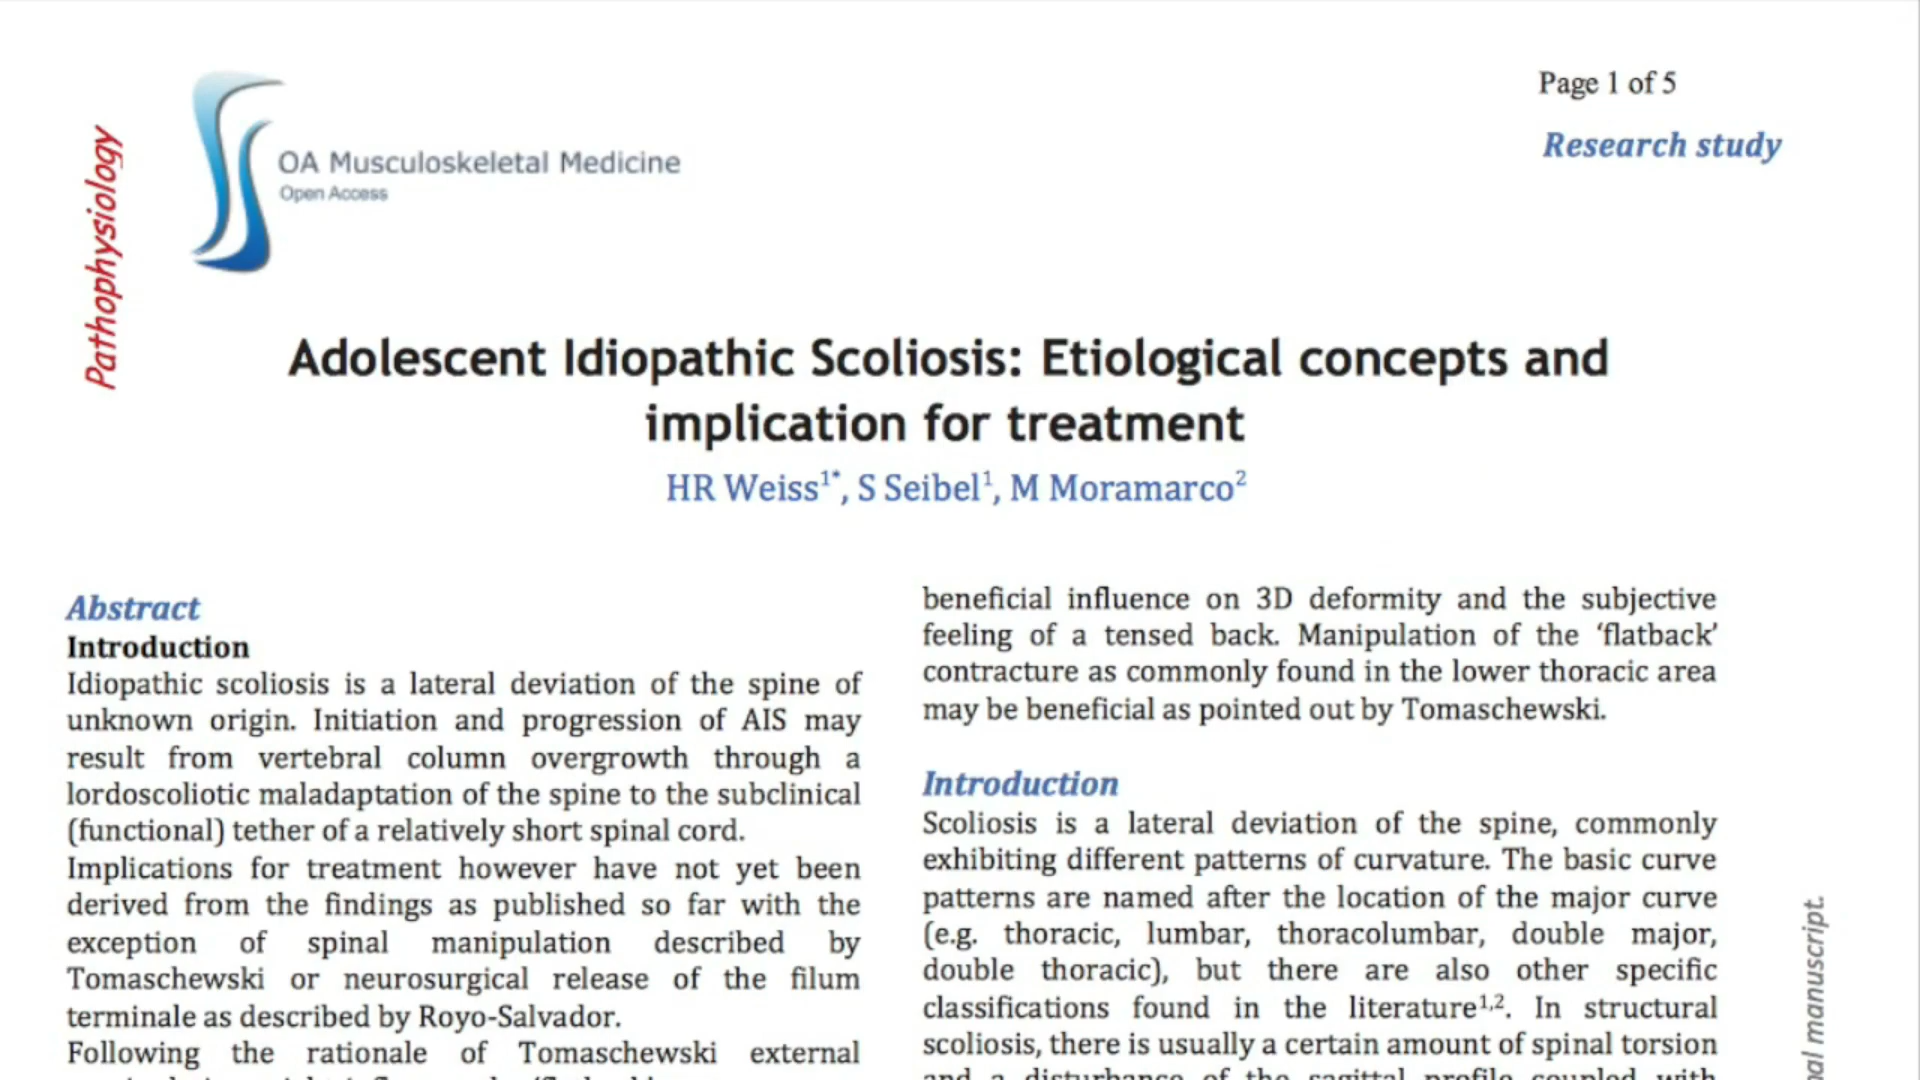 Page 1 of 5
Research study
Pathophysiology
OA Musculoskeletal Medicine
Open Access
Adolescent Idiopathic Scoliosis: Etiological concepts and
implication for treatment
HR Weiss1*, S Seibel1, M Moramarco2
Abstract
Introduction
Idiopathic scoliosis is a lateral deviation of the spine of
unknown origin. Initiation and progression of AIS may
result from vertebral column overgrowth through a
lordoscoliotic maladaptation of the spine to the subclinical
(functional) tether of a relatively short spinal cord.
Implications for treatment however have not yet been
derived from the findings as published so far with the
exception of spinal manipulation described by
Tomaschewski or neurosurgical release of the filum
terminale as described by Royo-Salvador.
Following the rationale of Tomaschewski external
beneficial influence on 3D deformity and the subjective
feeling of a tensed back. Manipulation of the ‘flatback’
contracture as commonly found in the lower thoracic area
may be beneficial as pointed out by Tomaschewski.
Introduction
Scoliosis is a lateral deviation of the spine, commonly
exhibiting different patterns of curvature. The basic curve
patterns are named after the location of the major curve
(e.g. thoracic, lumbar, thoracolumbar, double major,
double thoracic), but there are also other specific
classifications found in the literature1,2. In structural
scoliosis, there is usually a certain amount of spinal torsion
and a disturbance of the sagittal profile coupled with
manuscript.